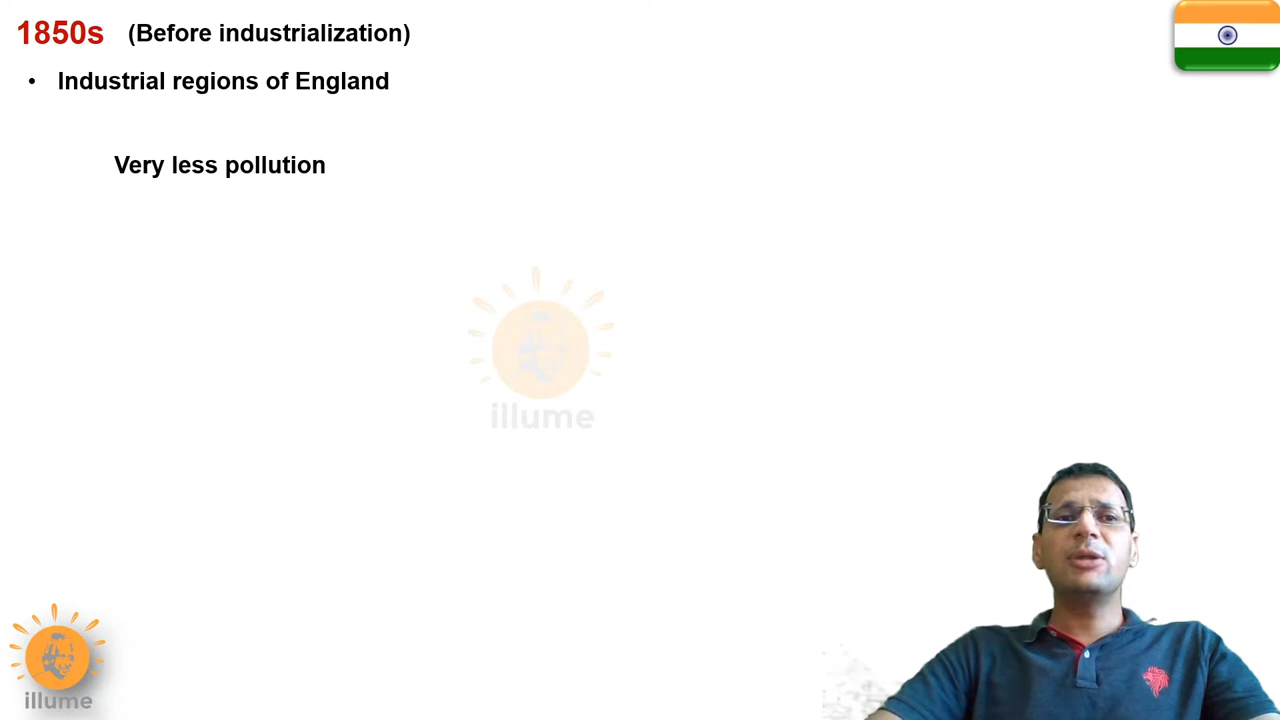 1850s (Before industrialization)
• Industrial regions of England
Very less pollution
illume
illume